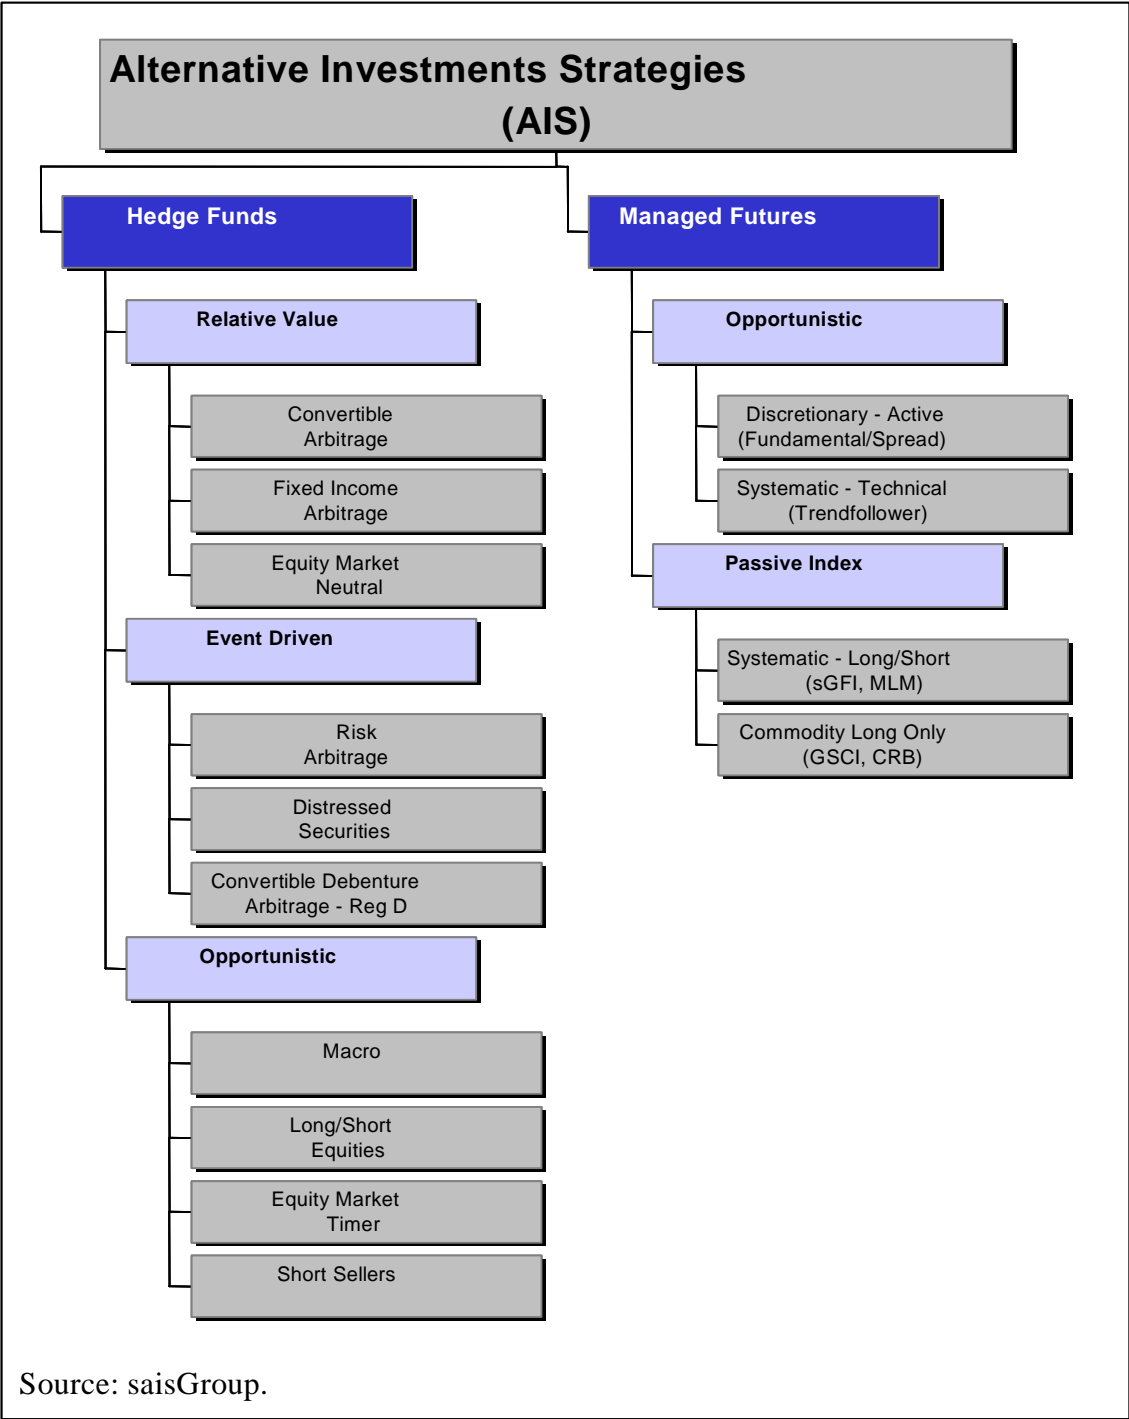 Alternative Investments Strategies
(AIS)
Hedge Funds
Relative Value
Convertible
Arbitrage
Fixed Income
Arbitrage
Equity Market
Neutral
Event Driven
Risk
Arbitrage
Distressed
Securities
Convertible Debenture
Arbitrage - Reg D
Opportunistic
Macro
Long/Short
Equities
Equity Market
Timer
Short Sellers
Managed Futures
Opportunistic
Discretionary - Active
(Fundamental/Spread)
Systematic - Technical
(Trendfollower)
Passive Index
Systematic - Long/Short
(sGFI, MLM)
Commodity Long Only
(GSCI, CRB)
Source: saisGroup.